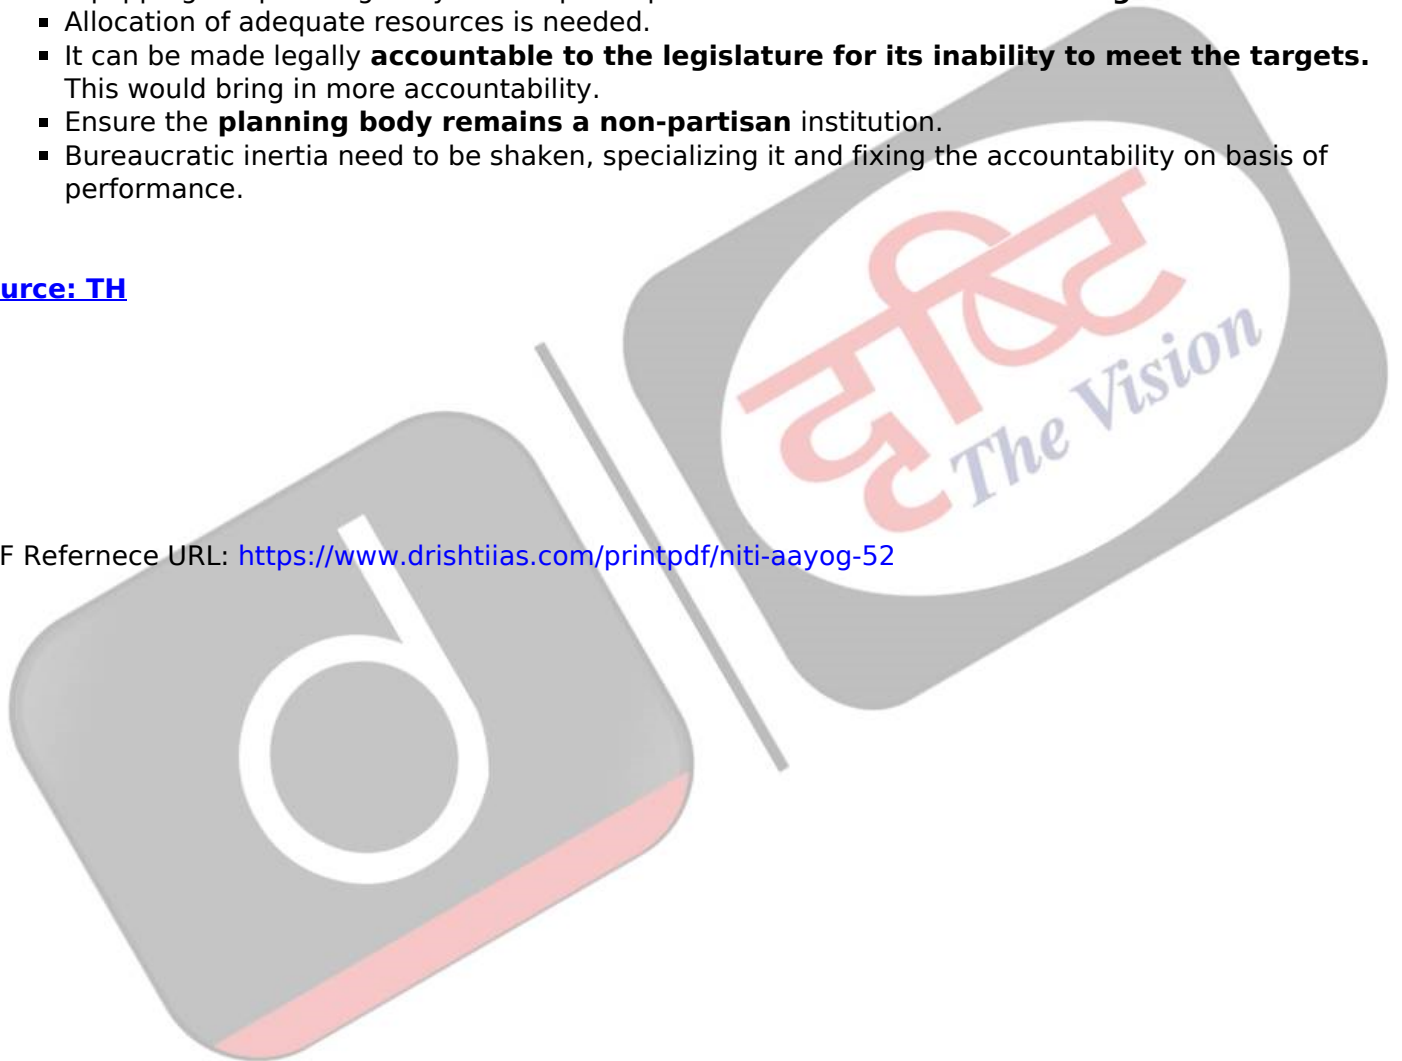 Allocation of adequate resources is needed.
It can be made legally accountable to the legislature for its inability to meet the targets.
This would bring in more accountability.
Ensure the planning body remains a non-partisan institution.
Bureaucratic inertia need to be shaken, specializing it and fixing the accountability on basis of
performance.
urce: TH
F Refernece URL: https://www.drishtiias.com/printpdf/niti-aayog-52
दृष्टि
The Vision
d